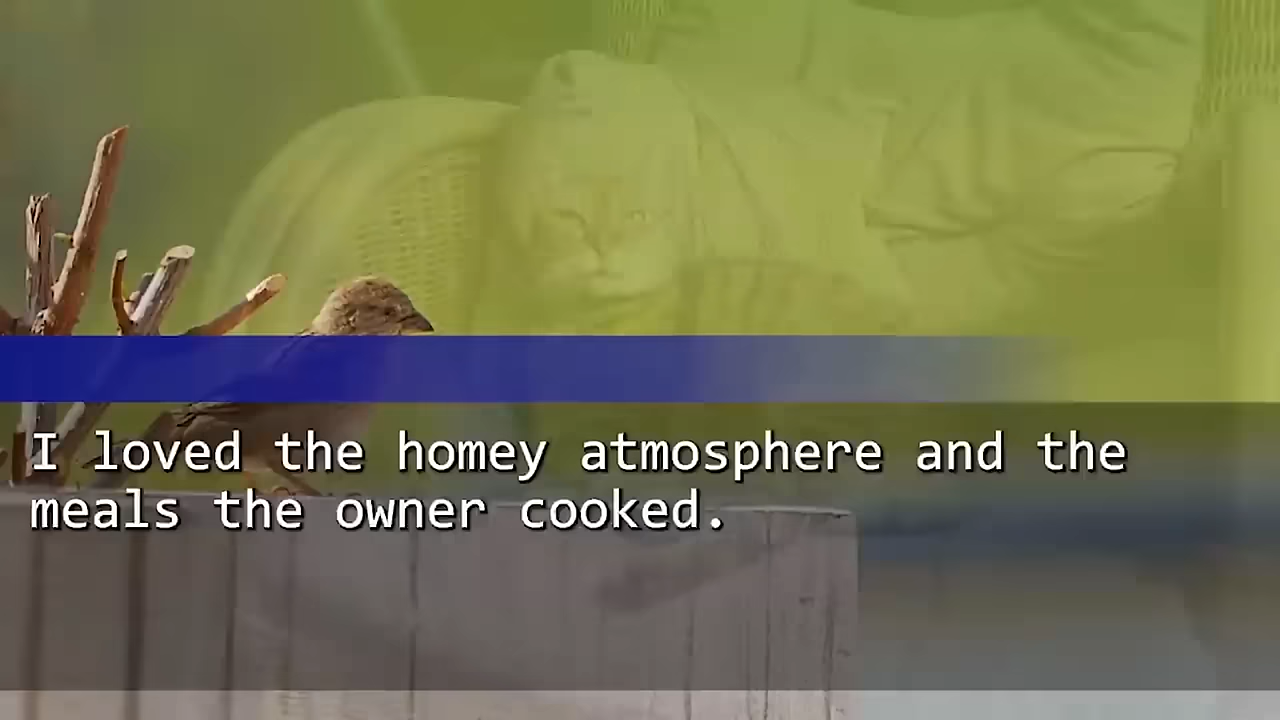 I loved the homey atmosphere and the
meals the owner cooked.